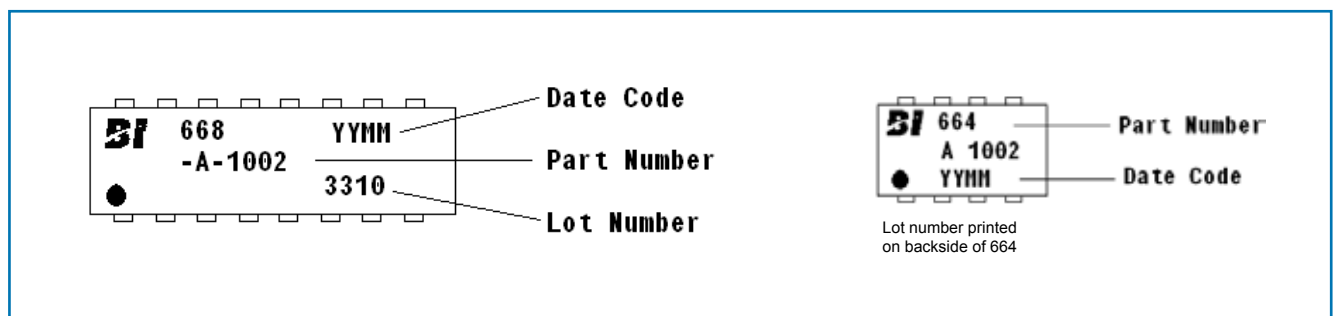 BI 668 YYMM
-A-1002
3310
Date Code
Part Number
Lot Number
BI 664
A 1002
YYMM
Part Number
Date Code
Lot number printed
on backside of 664